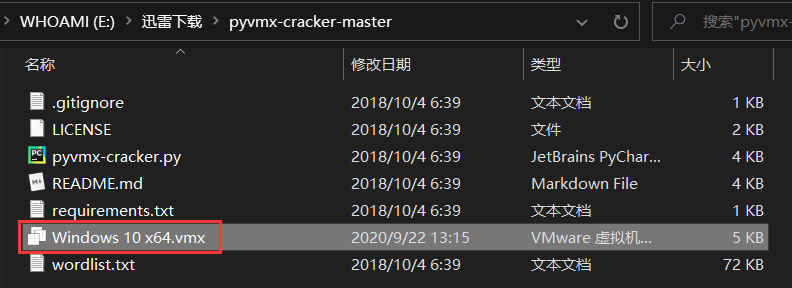 WHOAMI (E:) > 迅雷下载 > pyvmx-cracker-master 搜索"pyvmx-
名称 修改日期 类型 大小
.gitignore 2018/10/4 6:39 文本文档 1 KB
LICENSE 2018/10/4 6:39 文件 2 KB
pyvmx-cracker.py 2018/10/4 6:39 JetBrains PyChar... 4 KB
README.md 2018/10/4 6:39 Markdown File 4 KB
requirements.txt 2018/10/4 6:39 文本文档 1 KB
Windows 10 x64.vmx 2020/9/22 13:15 VMware 虚拟机... 5 KB
wordlist.txt 2018/10/4 6:39 文本文档 72 KB